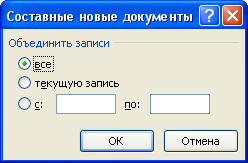 Составные новые документы
Объединить записи
все
текущую запись
с: по:
ОК Отмена